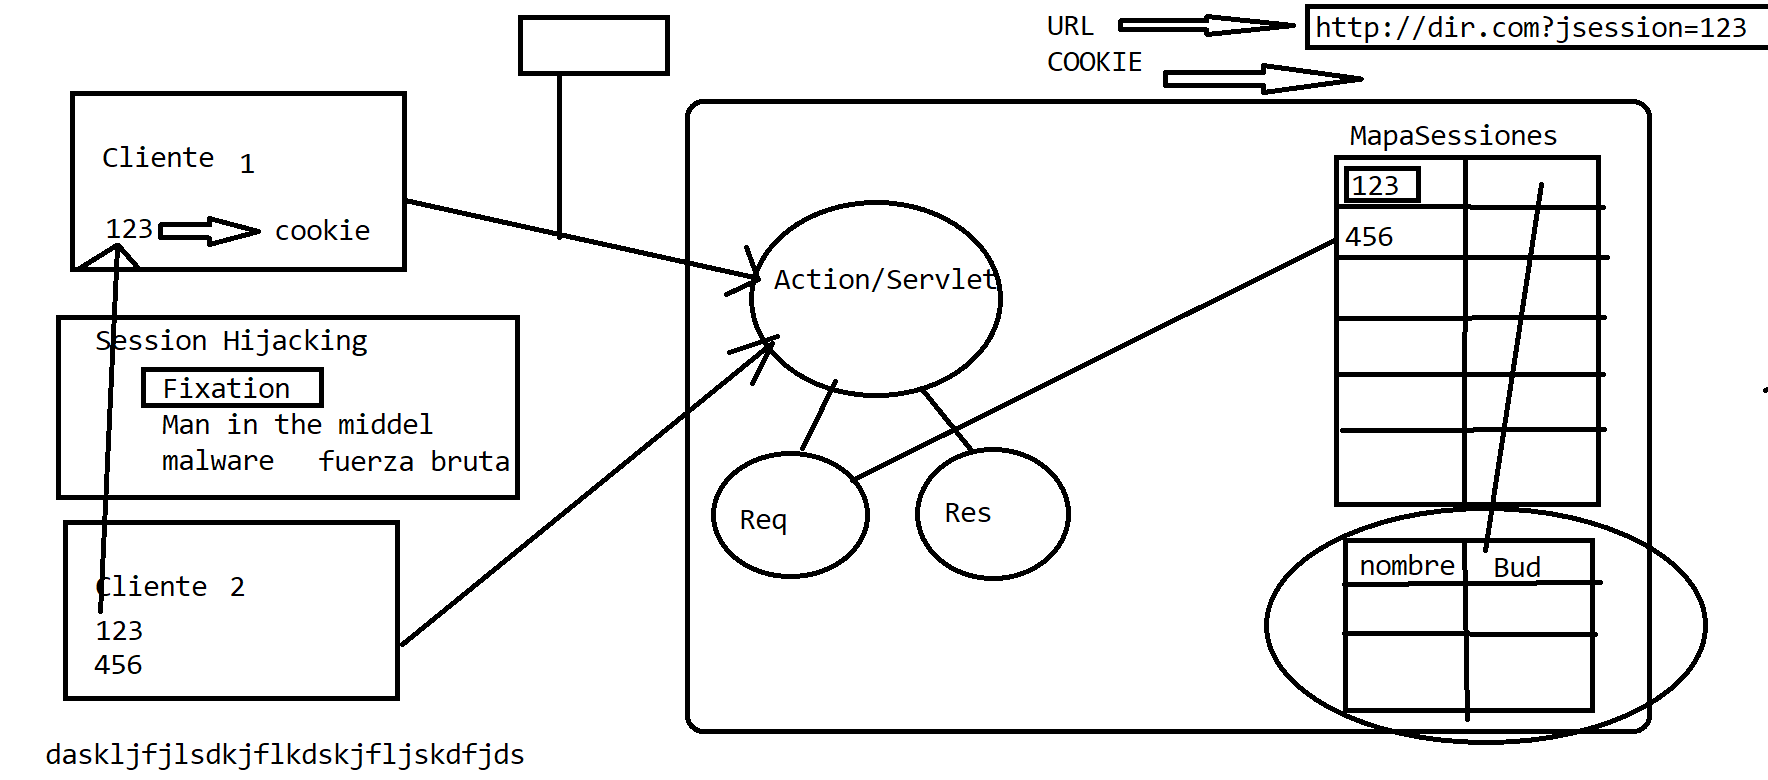 URL
http://dir.com?jsession=123
COOKIE
MapaSessiones
123
456
Cliente 1
123
cookie
Action/Servlet
Session Hijacking
Fixation
Man in the middel
malware fuerza bruta
Req
Res
nombre
Bud
Cliente 2
123
456
daskljfjlsdkjflkdskjfljskdfjds